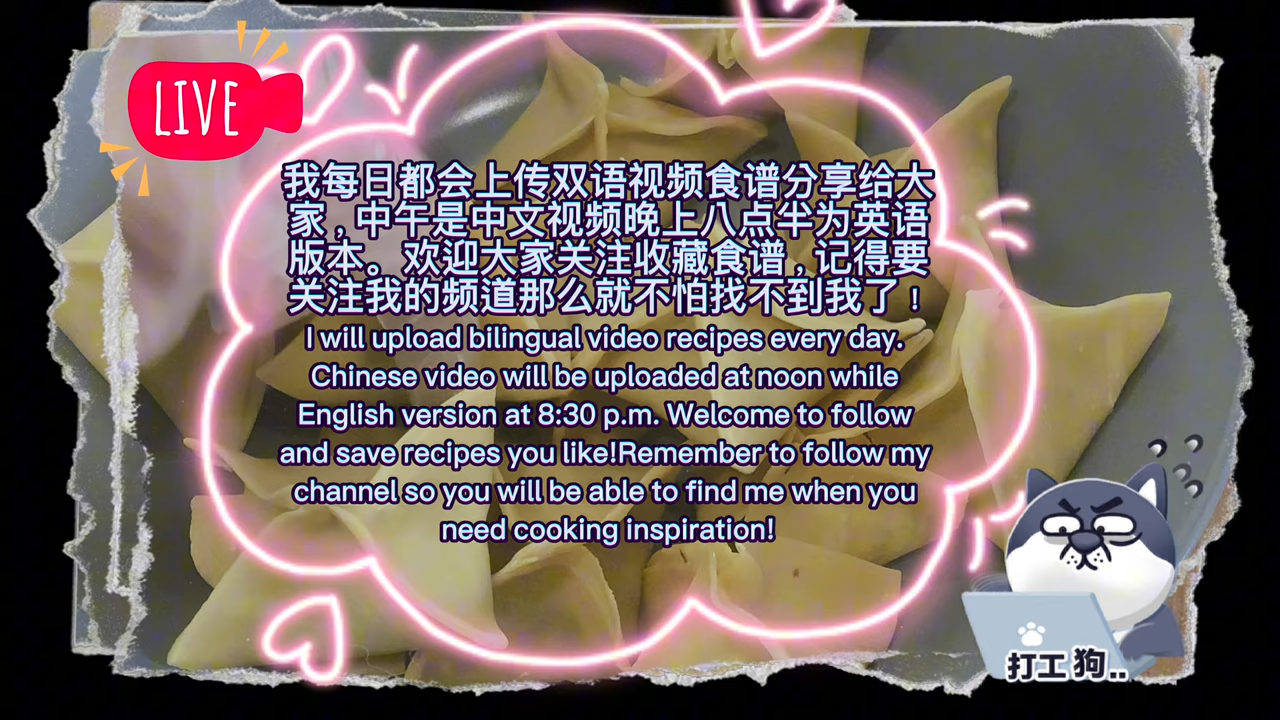 LIVE
我每日都会上传双语视频食谱分享给大
家，中午是中文视频晚上八点半为英语
版本。欢迎大家关注收藏食谱，记得要
关注我的频道那么就不怕找不到我了！
I will upload bilingual video recipes every day.
Chinese video will be uploaded at noon while
English version at 8:30 p.m. Welcome to follow
and save recipes you like!Remember to follow my
channel so you will be able to find me when you
need cooking inspiration!
打工狗..